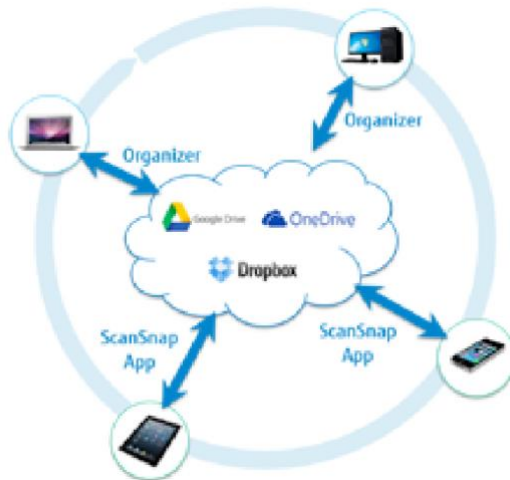 Organizer
Organizer
Google Drive
OneDrive
Dropbox
ScanSnap
App
ScanSnap
App